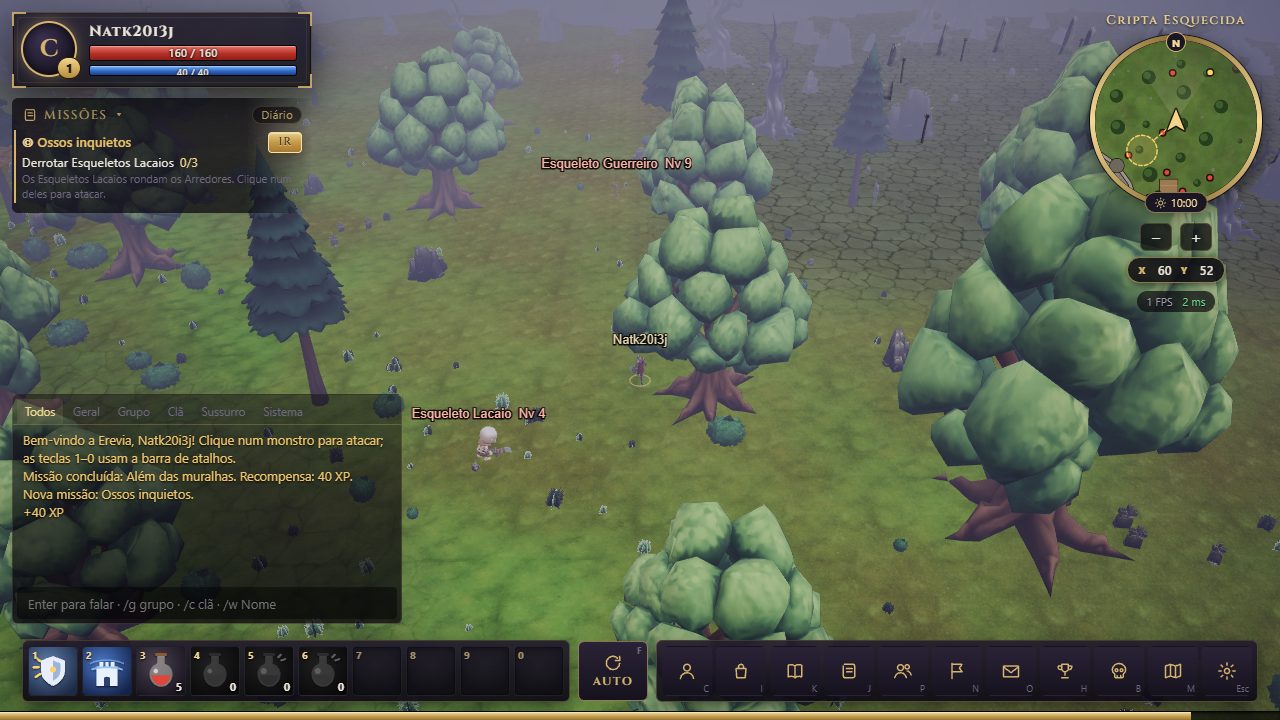 Natk20i3j
C
1
160 / 160
40 / 40
MISSÕES
Diário
Ossos inquietos
IR
Derrotar Esqueletos Lacaios 0/3
Os Esqueletos Lacaios rondam os Arredores. Clique num
deles para atacar.
Cripta Esquecida
N
10:00
− +
X 60 Y 52
1 FPS 2 ms
Esqueleto Guerreiro Nv 9
Natk20i3j
Esqueleto Lacaio Nv 4
Todos Geral Grupo Clã Sussurro Sistema
Bem-vindo a Erevia, Natk20i3j! Clique num monstro para atacar;
as teclas 1–0 usam a barra de atalhos.
Missão concluída: Além das muralhas. Recompensa: 40 XP.
Nova missão: Ossos inquietos.
+40 XP
Enter para falar · /g grupo · /c clã · /w Nome
1 2 3 4 5 6 7 8 9 0
5 0 0 0
F
AUTO
C I K J P N O H B M Esc